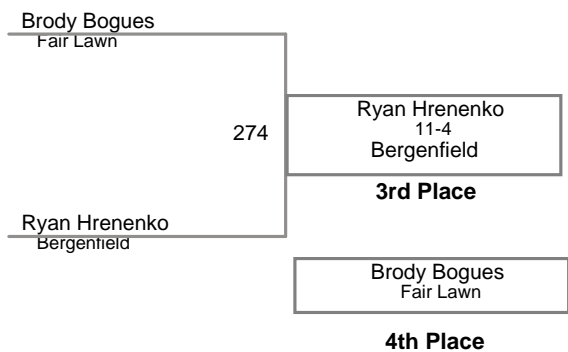 Brody Bogues
Fair Lawn
274
Ryan Hrenenko
11-4
Bergenfield
3rd Place
Ryan Hrenenko
Bergenfield
Brody Bogues
Fair Lawn
4th Place